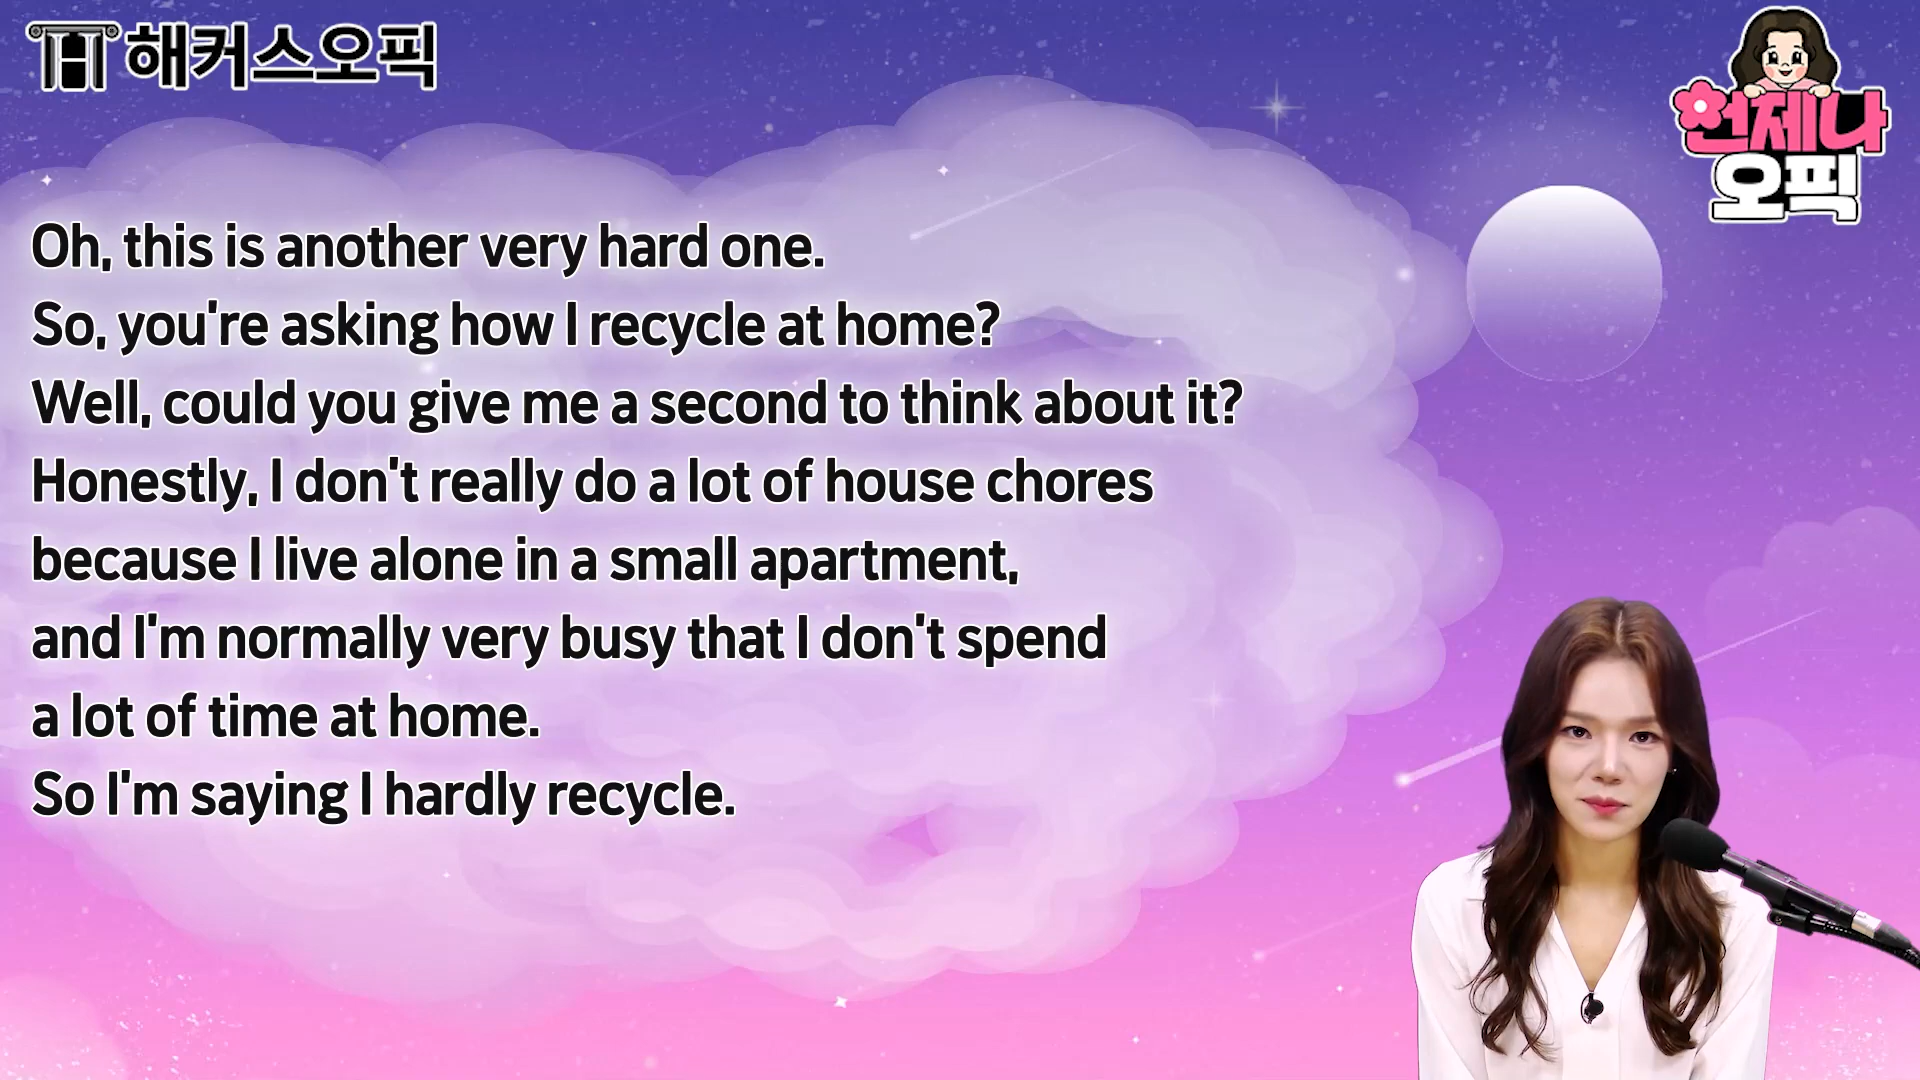 해커스오픽
언제나
오픽
Oh, this is another very hard one.
So, you're asking how I recycle at home?
Well, could you give me a second to think about it?
Honestly, I don't really do a lot of house chores
because I live alone in a small apartment,
and I'm normally very busy that I don't spend
a lot of time at home.
So I'm saying I hardly recycle.